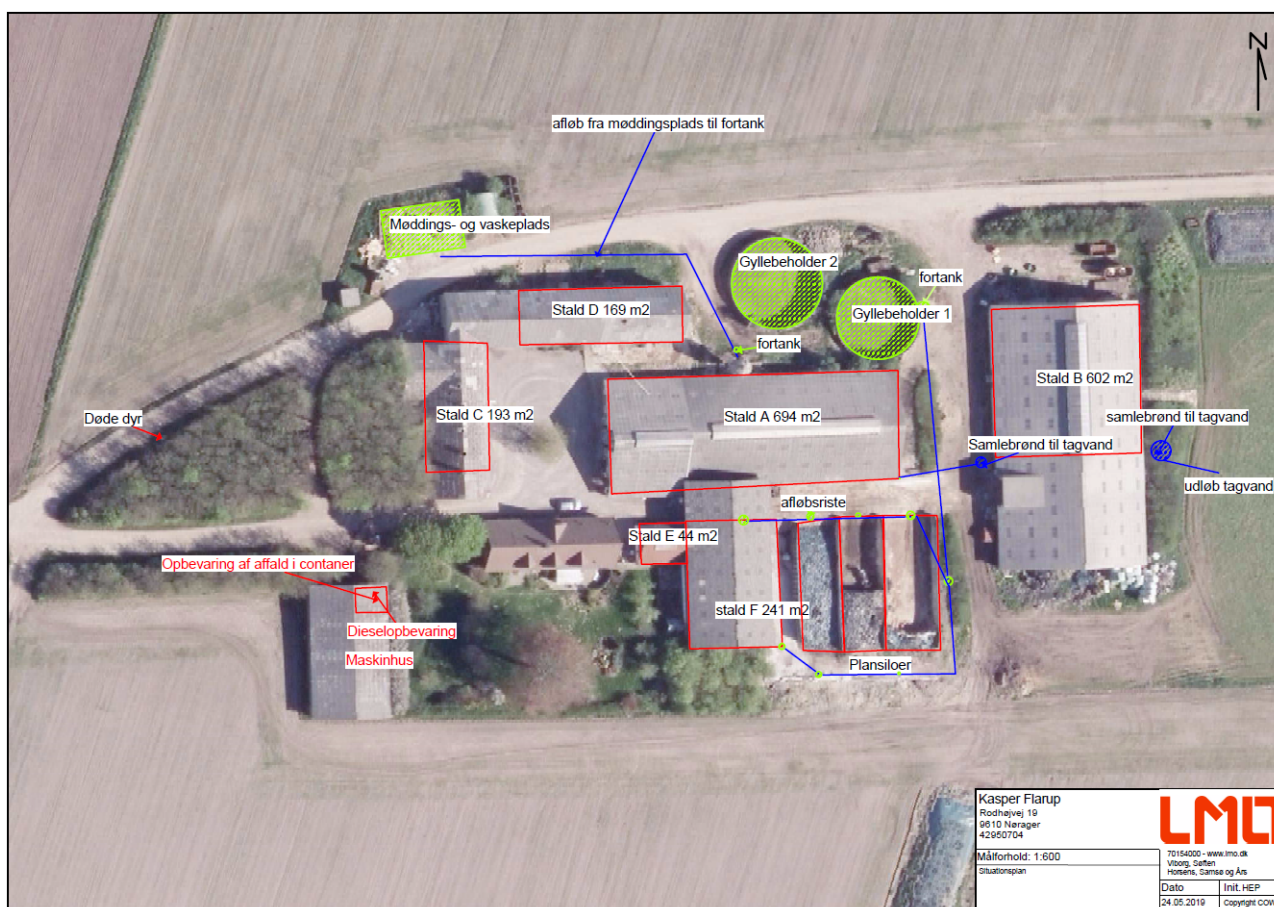 N
afløb fra møddingsplads til fortank
Møddings- og vaskeplads
Gyllebeholder 2
fortank
Gyllebeholder 1
Stald D 169 m2
fortank
Stald B 602 m2
Stald C 193 m2
Stald A 694 m2
Døde dyr
samlebrønd til tagvand
Samlebrønd til tagvand
udløb tagvand
afløbsriste
Stald E 44 m2
Opbevaring af affald i contaner
stald F 241 m2
Dieselopbevaring
Maskinhus
Plansiloer
Kasper Flarup
Rodhøjvej 19
9610 Nørager
42950704
Målforhold: 1:600
Situationsplan
LMO
70154000 - www.lmo.dk
Viborg, Søften
Horsens, Samsø og Års
Dato
Init. HEP
24.05.2019
Copyright COW